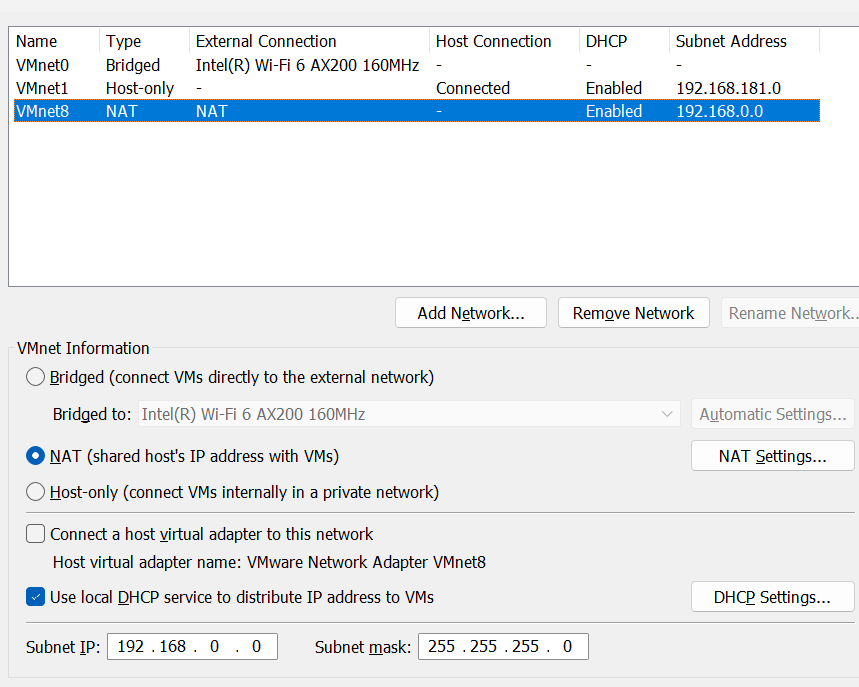 Name Type External Connection Host Connection DHCP Subnet Address
VMnet0 Bridged Intel(R) Wi-Fi 6 AX200 160MHz - - -
VMnet1 Host-only - Connected Enabled 192.168.181.0
VMnet8 NAT NAT - Enabled 192.168.0.0
Add Network... Remove Network Rename Network..
VMnet Information
Bridged (connect VMs directly to the external network)
Bridged to: Intel(R) Wi-Fi 6 AX200 160MHz Automatic Settings...
NAT (shared host's IP address with VMs) NAT Settings...
Host-only (connect VMs internally in a private network)
Connect a host virtual adapter to this network
Host virtual adapter name: VMware Network Adapter VMnet8
Use local DHCP service to distribute IP address to VMs DHCP Settings...
Subnet IP: 192 . 168 . 0 . 0 Subnet mask: 255 . 255 . 255 . 0